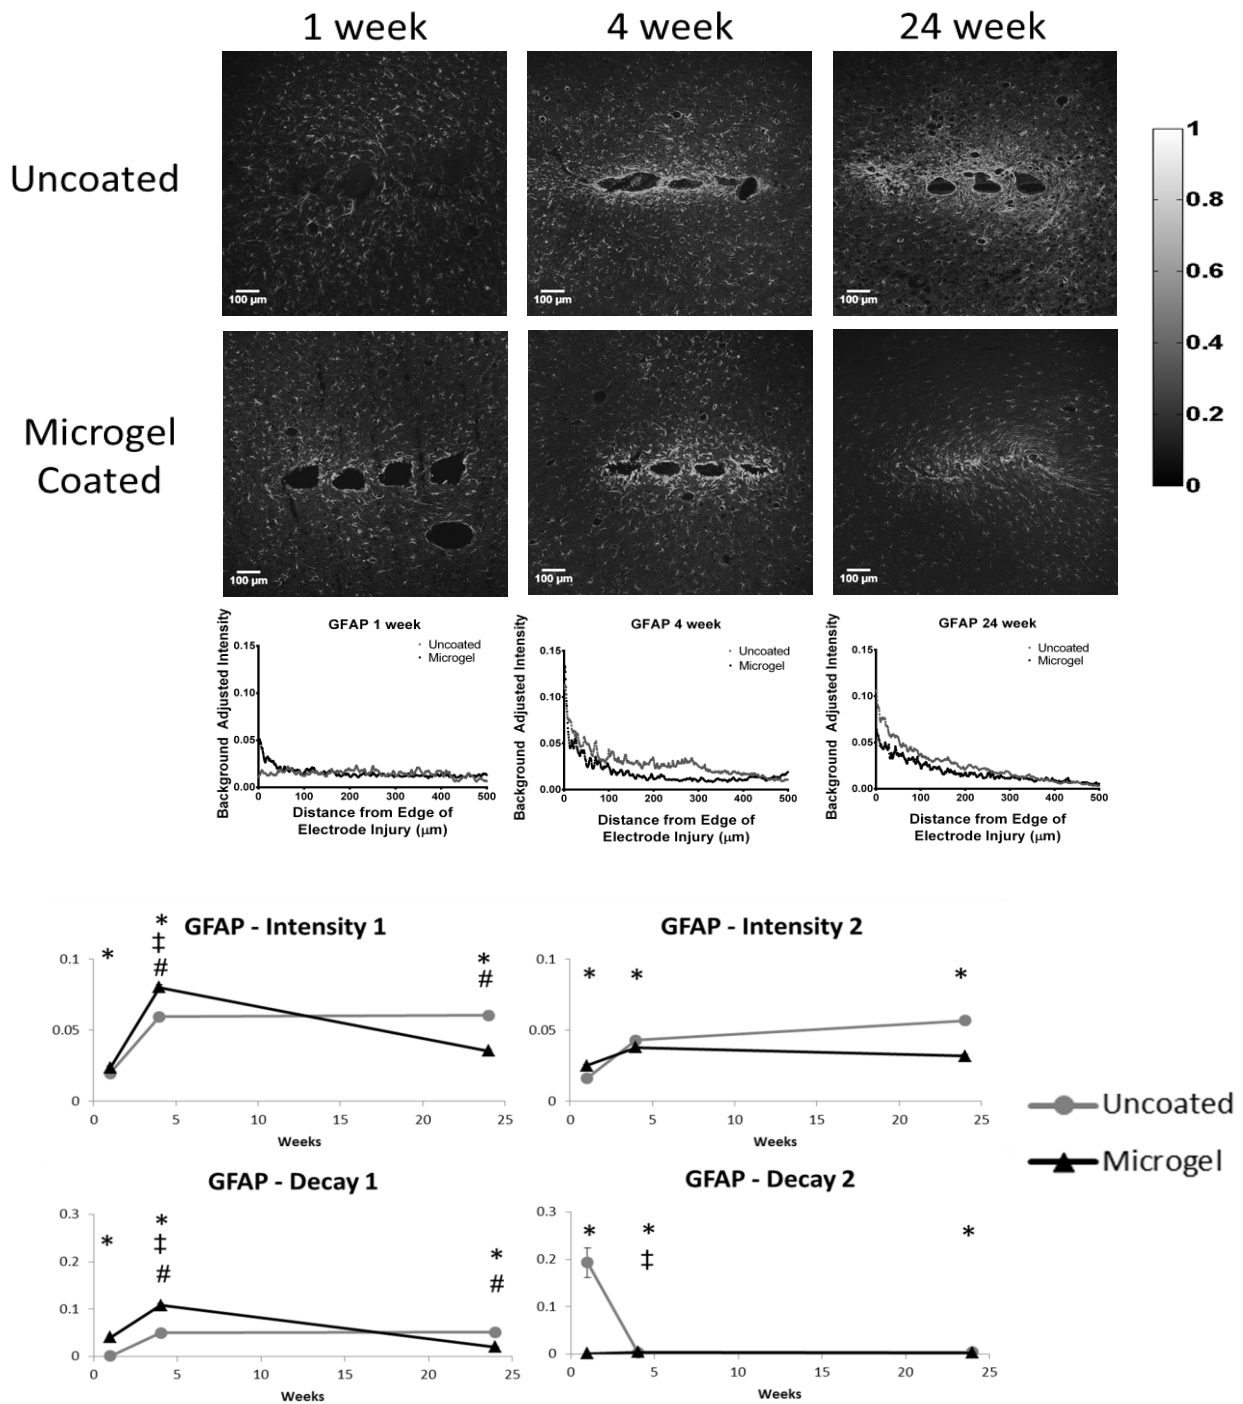 1 week 4 week 24 week
Uncoated
100 µm 100 µm 100 µm
1
0.8
0.6
0.4
0.2
0
Microgel
Coated
100 µm 100 µm 100 µm
GFAP 1 week
Background Adjusted Intensity
0.15
0.10
0.05
0.00
Uncoated
Microgel
0 100 200 300 400 500
Distance from Edge of
Electrode Injury (µm)
GFAP 4 week
Background Adjusted Intensity
0.15
0.10
0.05
0.00
Uncoated
Microgel
0 100 200 300 400 500
Distance from Edge of
Electrode Injury (µm)
GFAP 24 week
Background Adjusted Intensity
0.15
0.10
0.05
0.00
Uncoated
Microgel
0 100 200 300 400 500
Distance from Edge of
Electrode Injury (µm)
GFAP - Intensity 1
* * ‡ # * #
0.1
0.05
0
0 5 10 15 20 25
Weeks
GFAP - Intensity 2
* * *
0.1
0.05
0
0 5 10 15 20 25
Weeks
Uncoated
Microgel
GFAP - Decay 1
* * ‡ # * #
0.3
0.2
0.1
0
0 5 10 15 20 25
Weeks
GFAP - Decay 2
* * ‡ *
0.3
0.2
0.1
0
0 5 10 15 20 25
Weeks